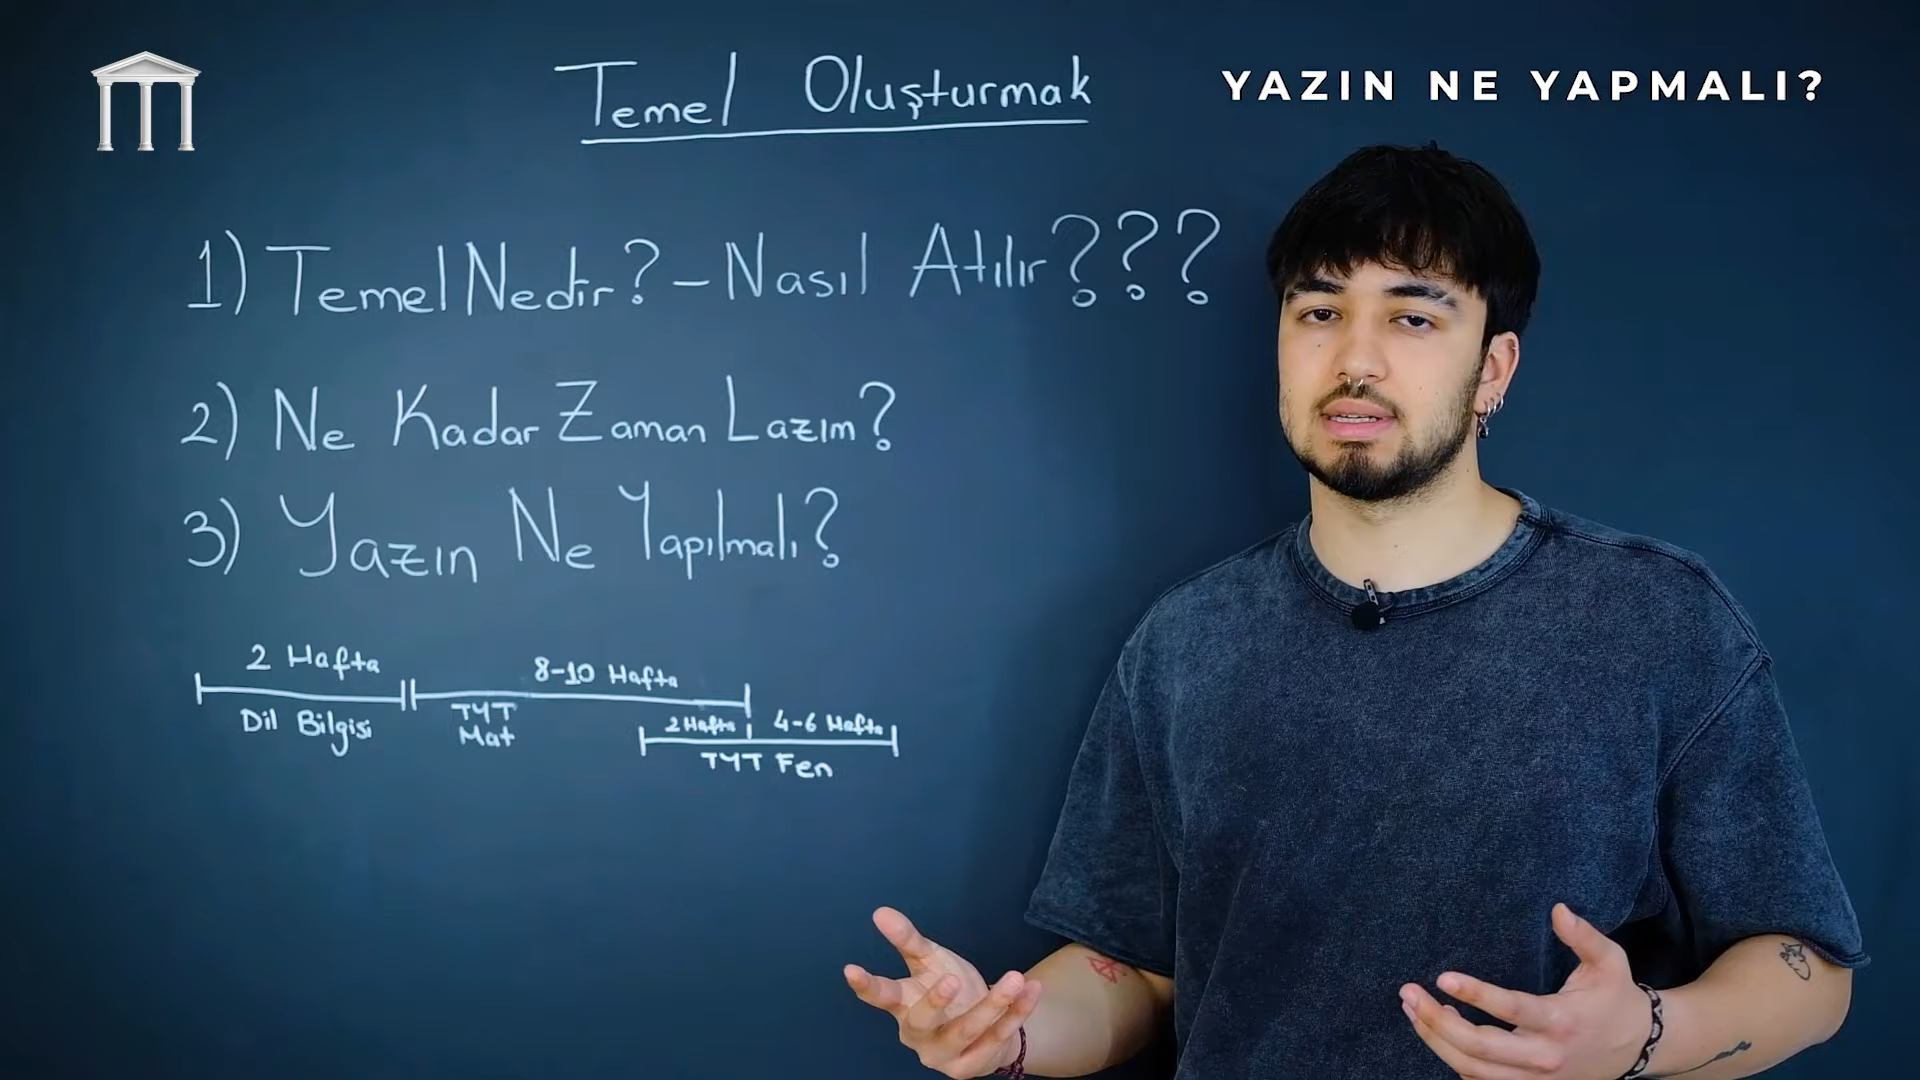 Temel Oluşturmak
YAZIN NE YAPMALI?
1) Temel Nedir? - Nasıl Atılır???
2) Ne Kadar Zaman Lazım?
3) Yazın Ne Yapılmalı?
2 Hafta
8-10 Hafta
Dil Bilgisi
TYT
Mat
2 Hafta
4-6 Hafta
TYT Fen